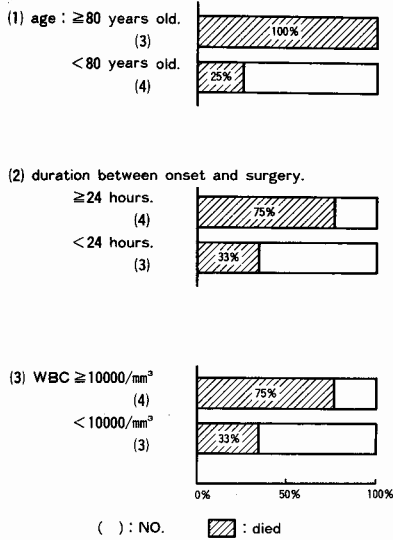 (1) age : ≧80 years old.
(3)
100%
<80 years old.
(4)
25%
(2) duration between onset and surgery.
≧24 hours.
(4)
75%
<24 hours.
(3)
33%
(3) WBC ≧10000/mm³
(4)
75%
<10000/mm³
(3)
33%
0% 50% 100%
( ) : NO. : died